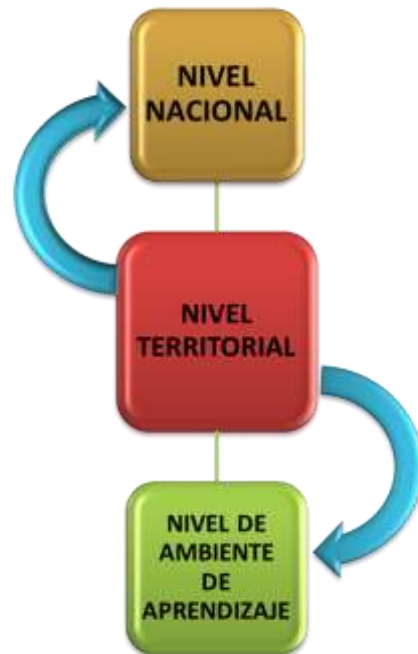 NIVEL
NACIONAL
NIVEL
TERRITORIAL
NIVEL DE
AMBIENTE
DE
APRENDIZAJE